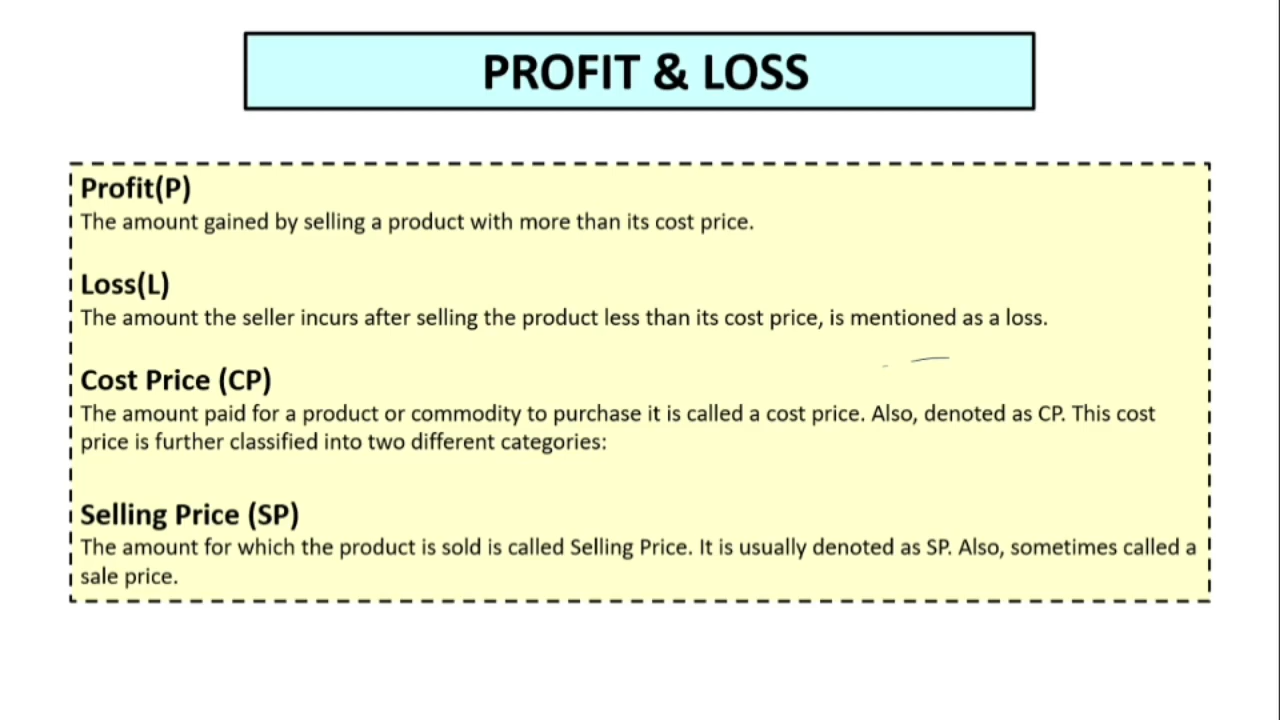 PROFIT & LOSS
Profit(P)
The amount gained by selling a product with more than its cost price.
Loss(L)
The amount the seller incurs after selling the product less than its cost price, is mentioned as a loss.
Cost Price (CP)
The amount paid for a product or commodity to purchase it is called a cost price. Also, denoted as CP. This cost
price is further classified into two different categories:
Selling Price (SP)
The amount for which the product is sold is called Selling Price. It is usually denoted as SP. Also, sometimes called a
sale price.